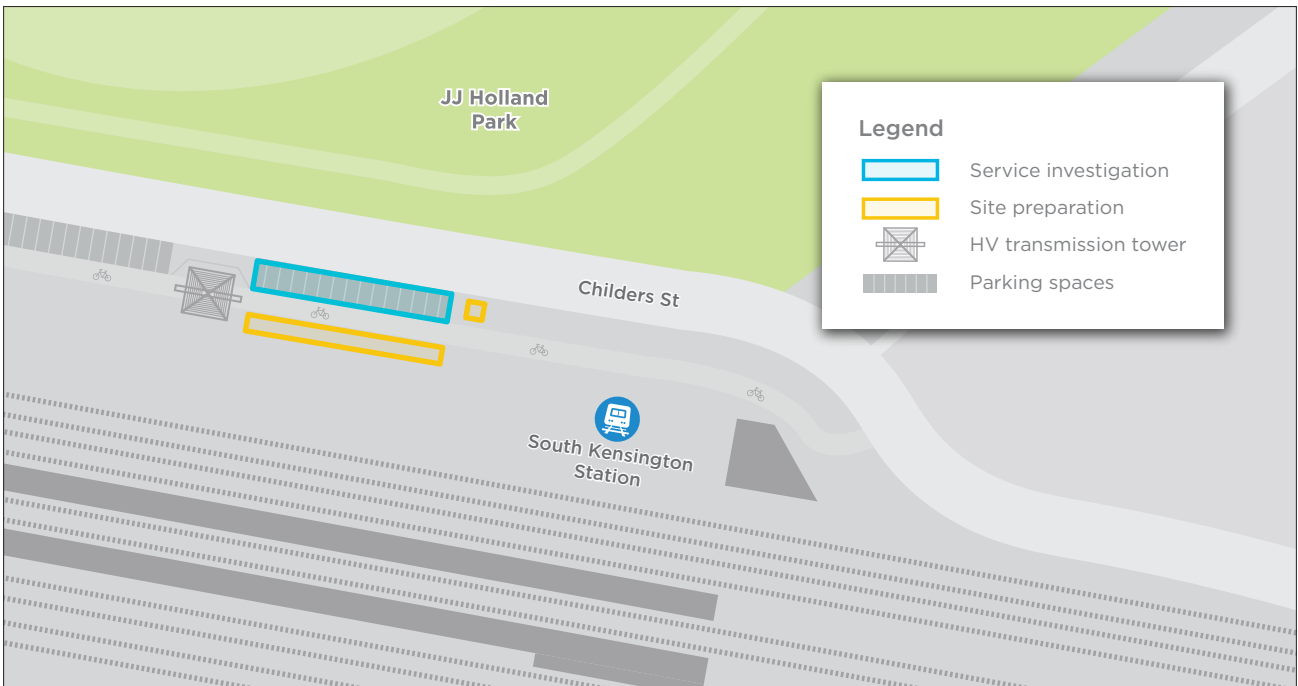 JJ Holland
Park
Legend
Service investigation
Site preparation
HV transmission tower
Parking spaces
Childers St
South Kensington
Station